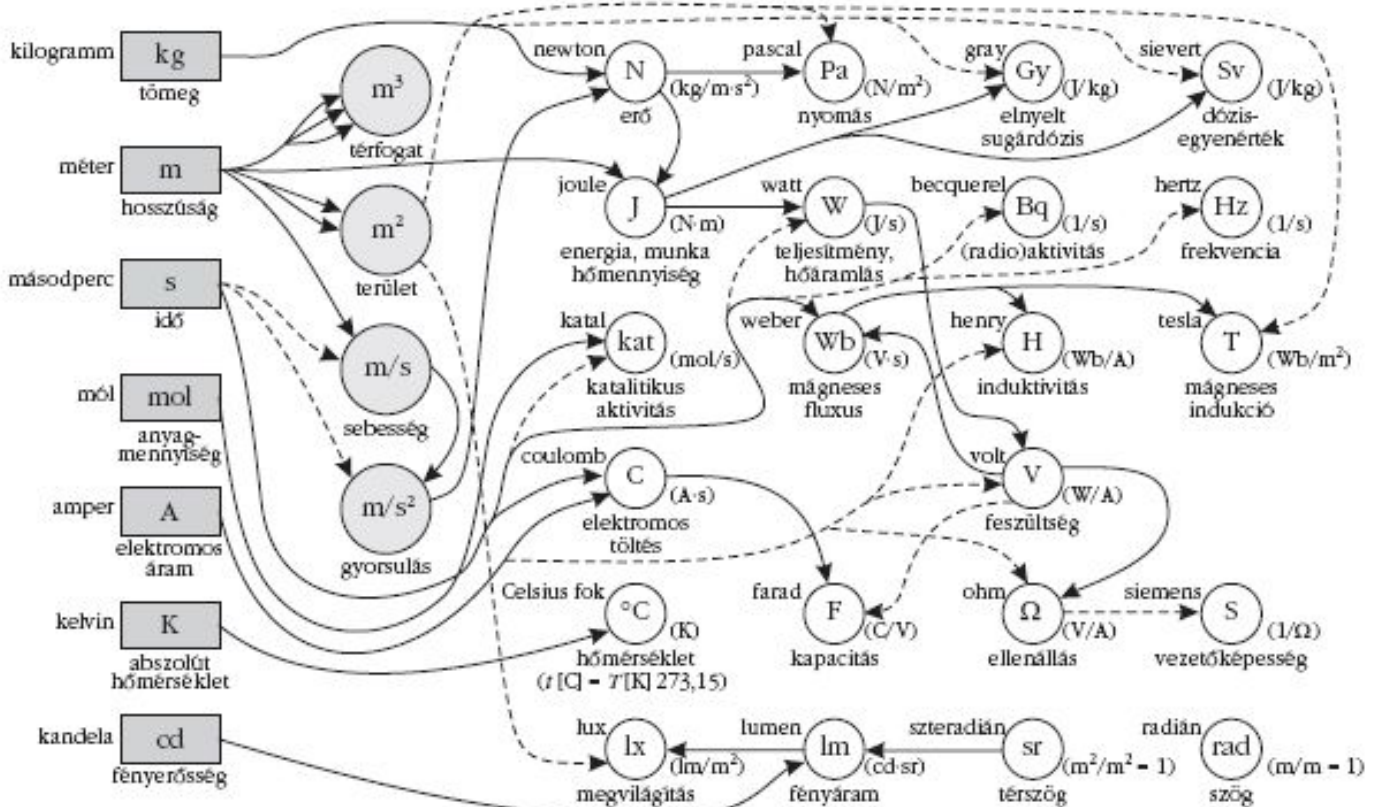 kilogramm
kg
tömeg
méter
m
hosszúság
másodperc
s
idő
mól
mol
anyag-
mennyiség
amper
A
elektromos
áram
kelvin
K
abszolút
hőmérséklet
kandela
cd
fényerősség
m³
térfogat
m²
terület
m/s
sebesség
m/s²
gyorsulás
newton
N
(kg/m·s²)
erő
pascal
Pa
(N/m²)
nyomás
gray
Gy
(J/kg)
elnyelt
sugárdózis
sievert
Sv
(J/kg)
dózis-
egyenérték
joule
J
(N·m)
energia, munka
hőmennyiség
watt
W
(J/s)
teljesítmény,
hőáramlás
becquerel
Bq
(1/s)
(radio)aktivitás
hertz
Hz
(1/s)
frekvencia
katal
kat
(mol/s)
katalitikus
aktivitás
weber
Wb
(V·s)
mágneses
fluxus
henry
H
(Wb/A)
induktivitás
tesla
T
(Wb/m²)
mágneses
indukció
coulomb
C
(A·s)
elektromos
töltés
volt
V
(W/A)
feszültség
Celsius fok
°C
(K)
hőmérséklet
(t [C] = T [K] 273,15)
farad
F
(C/V)
kapacitás
ohm
Ω
(V/A)
ellenállás
siemens
S
(1/Ω)
vezetőképesség
lux
lx
(lm/m²)
megvilágítás
lumen
lm
(cd·sr)
fényáram
szteradián
sr
(m²/m² = 1)
térszög
radián
rad
(m/m = 1)
szög